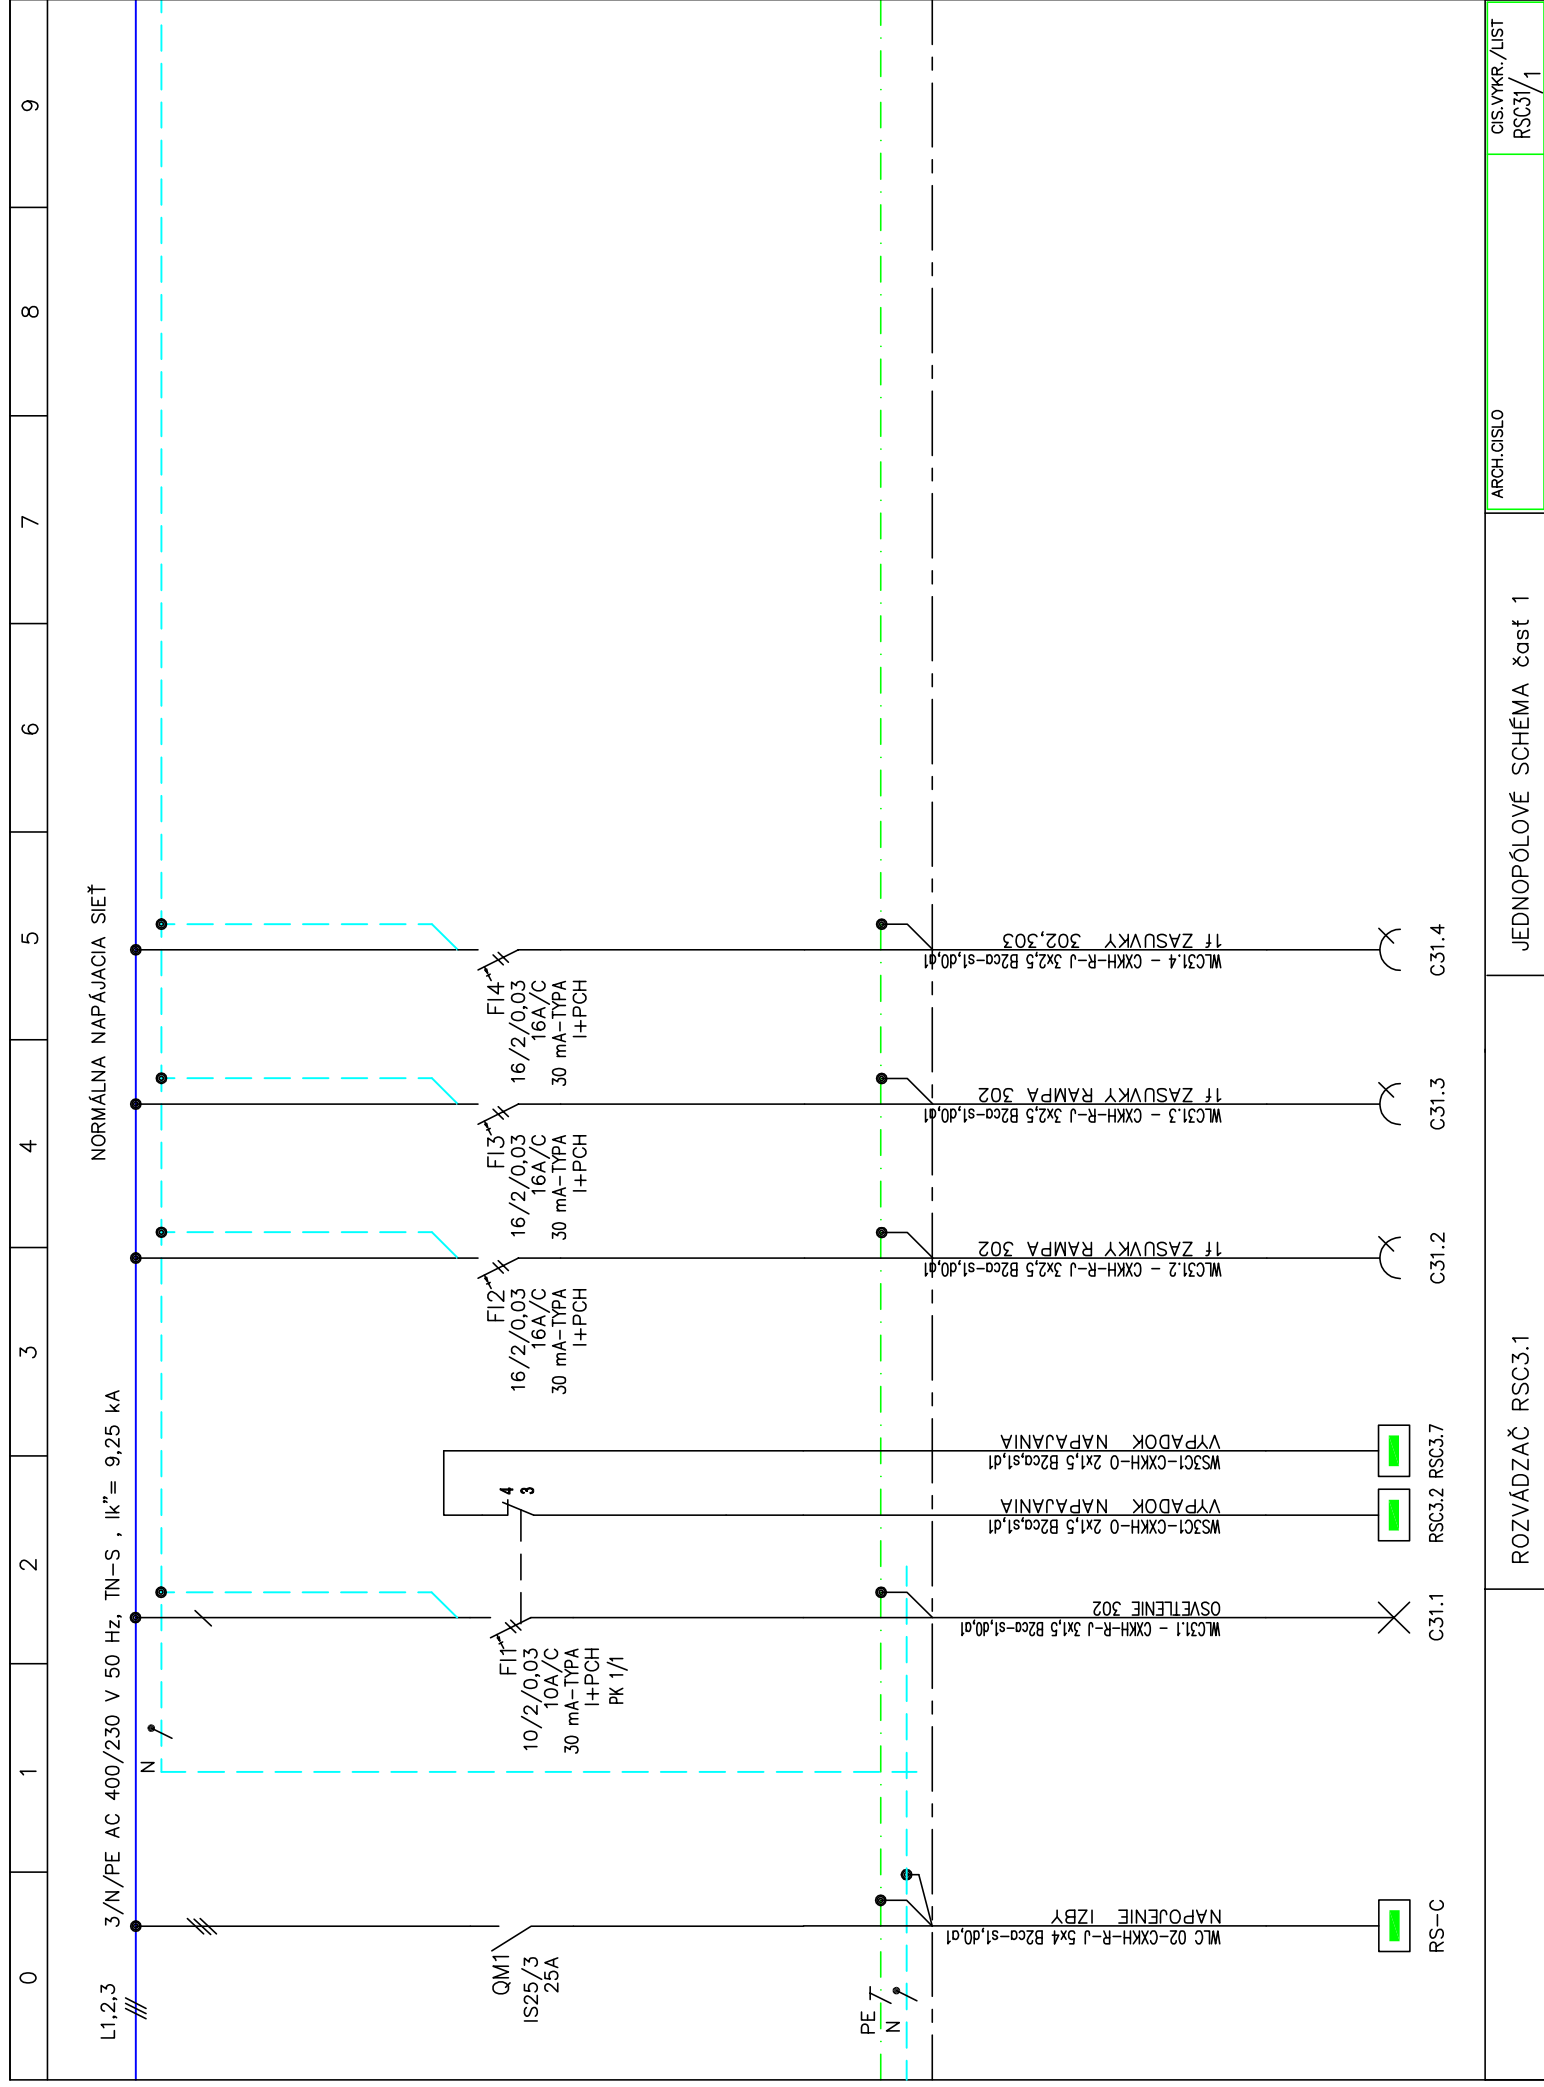 0
1
2
3
4
5
6
7
8
9
NORMÁLNA NAPÁJACIA SIEŤ
3/N/PE AC 400/230 V 50 Hz, TN-S , Ik"= 9,25 kA
L1,2,3
N
QM1
IS25/3
25A
FI1
10/2/0,03
10A/C
30 mA-TYPA
I+PCH
PK 1/1
4
3
FI2
16/2/0,03
16A/C
30 mA-TYPA
I+PCH
FI3
16/2/0,03
16A/C
30 mA-TYPA
I+PCH
FI4
16/2/0,03
16A/C
30 mA-TYPA
I+PCH
PE
N
WLC 02-CXKH-R-J 5x4 B2ca-s1,d0,a1
NAPOJENIE IZBY
WLC31.1 - CXKH-R-J 3x1,5 B2ca-s1,d0,a1
OSVETLENIE 302
WS3C1-CXKH-O 2x1,5 B2ca,s1,d1
VYPADOK NAPAJANIA
WS3C1-CXKH-O 2x1,5 B2ca,s1,d1
VYPADOK NAPAJANIA
WLC31.2 - CXKH-R-J 3x2,5 B2ca-s1,d0,a1
1f ZASUVKY RAMPA 302
WLC31.3 - CXKH-R-J 3x2,5 B2ca-s1,d0,a1
1f ZASUVKY RAMPA 302
WLC31.4 - CXKH-R-J 3x2,5 B2ca-s1,d0,a1
1f ZASUVKY 302,303
RS-C
C31.1
RSC3.2
RSC3.7
C31.2
C31.3
C31.4
ROZVÁDZAČ RSC3.1
JEDNOPÓLOVÉ SCHÉMA časť 1
ARCH.CISLO
CIS.VYKR./LIST
RSC31/1